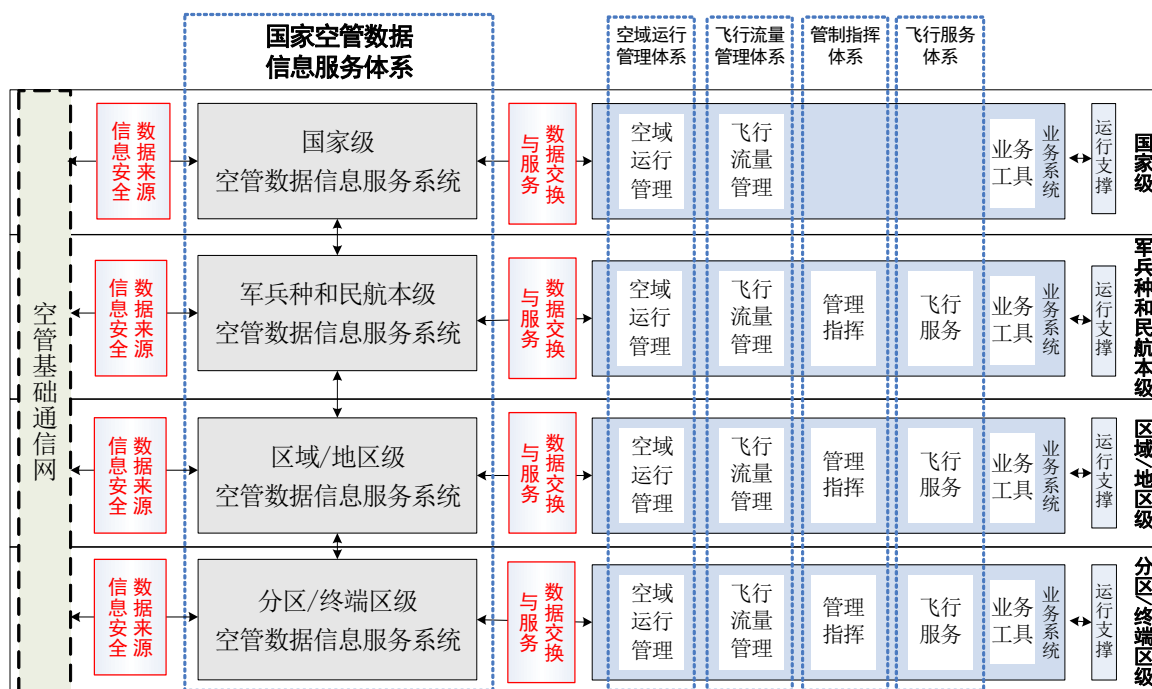 国家空管数据
信息服务体系
空域运行
管理体系
飞行流量
管理体系
管制指挥
体系
飞行服务
体系
空管基础通信网
数据来源
信息安全
国家级
空管数据信息服务系统
数据交换
与服务
空域
运行
管理
飞行
流量
管理
业务
工具
业务系统
运行支撑
国家级
数据来源
信息安全
军兵种和民航本级
空管数据信息服务系统
数据交换
与服务
空域
运行
管理
飞行
流量
管理
管理
指挥
飞行
服务
业务
工具
业务系统
运行支撑
军兵种和民航本级
数据来源
信息安全
区域/地区级
空管数据信息服务系统
数据交换
与服务
空域
运行
管理
飞行
流量
管理
管理
指挥
飞行
服务
业务
工具
业务系统
运行支撑
区域/地区级
数据来源
信息安全
分区/终端区级
空管数据信息服务系统
数据交换
与服务
空域
运行
管理
飞行
流量
管理
管理
指挥
飞行
服务
业务
工具
业务系统
运行支撑
分区/终端区级